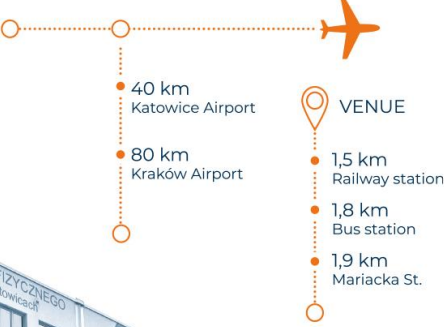 40 km
Katowice Airport
80 km
Kraków Airport
VENUE
1,5 km
Railway station
1,8 km
Bus station
1,9 km
Mariacka St.